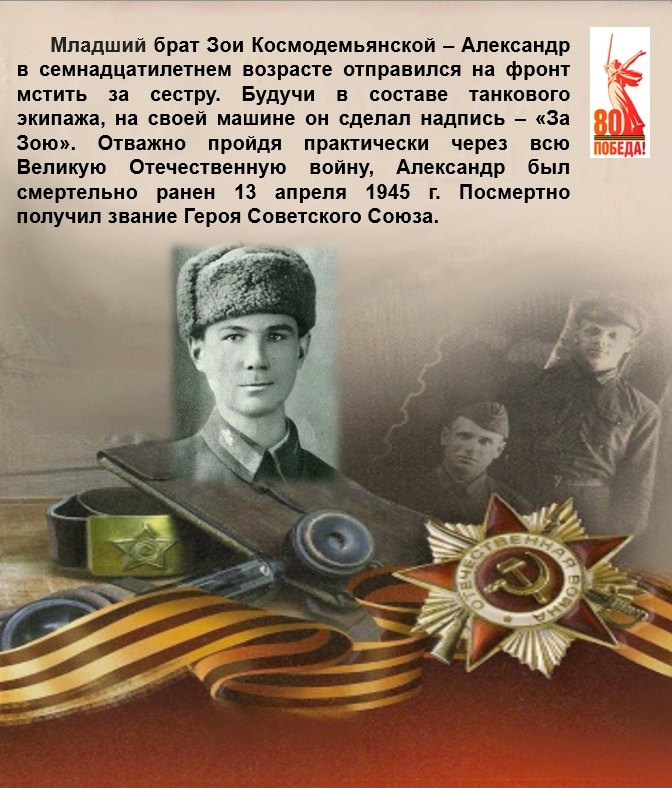 Младший брат Зои Космодемьянской – Александр
в семнадцатилетнем возрасте отправился на фронт
мстить за сестру. Будучи в составе танкового
экипажа, на своей машине он сделал надпись – «За
Зою». Отважно пройдя практически через всю
Великую Отечественную войну, Александр был
смертельно ранен 13 апреля 1945 г. Посмертно
получил звание Героя Советского Союза.
80
ПОБЕДА!
ОТЕЧЕСТВЕННАЯ ВОЙНА